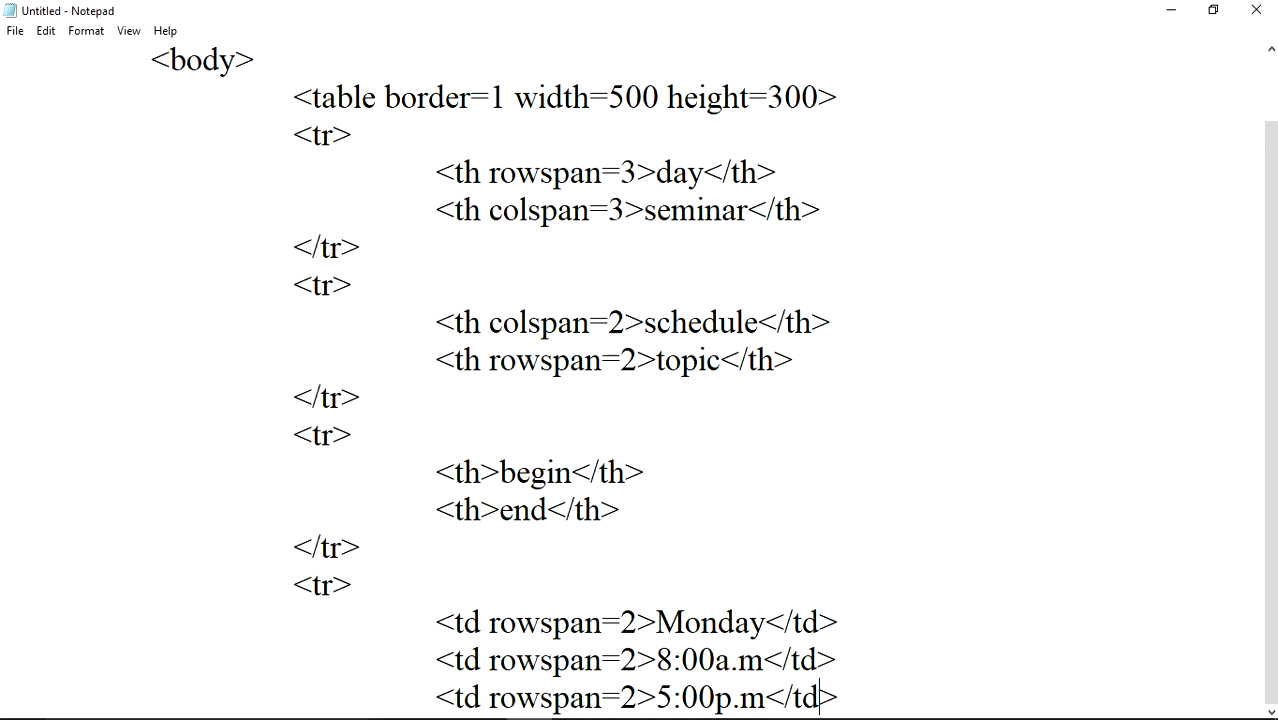 Untitled - Notepad
File Edit Format View Help
<body>
<table border=1 width=500 height=300>
<tr>
<th rowspan=3>day</th>
<th colspan=3>seminar</th>
</tr>
<tr>
<th colspan=2>schedule</th>
<th rowspan=2>topic</th>
</tr>
<tr>
<th>begin</th>
<th>end</th>
</tr>
<tr>
<td rowspan=2>Monday</td>
<td rowspan=2>8:00a.m</td>
<td rowspan=2>5:00p.m</td>